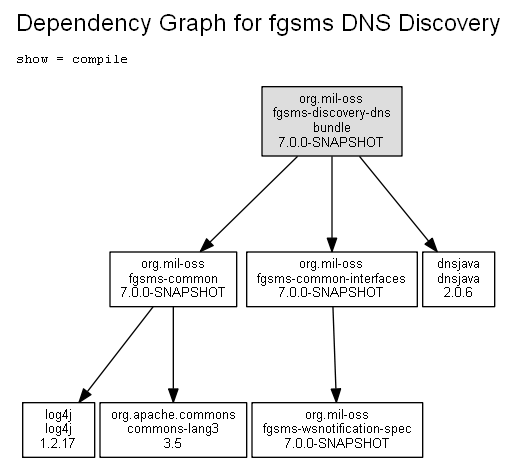 Dependency Graph for fgsms DNS Discovery
show = compile
org.mil-oss
fgsms-discovery-dns
bundle
7.0.0-SNAPSHOT
org.mil-oss
fgsms-common
7.0.0-SNAPSHOT
org.mil-oss
fgsms-common-interfaces
7.0.0-SNAPSHOT
dnsjava
dnsjava
2.0.6
log4j
log4j
1.2.17
org.apache.commons
commons-lang3
3.5
org.mil-oss
fgsms-wsnotification-spec
7.0.0-SNAPSHOT